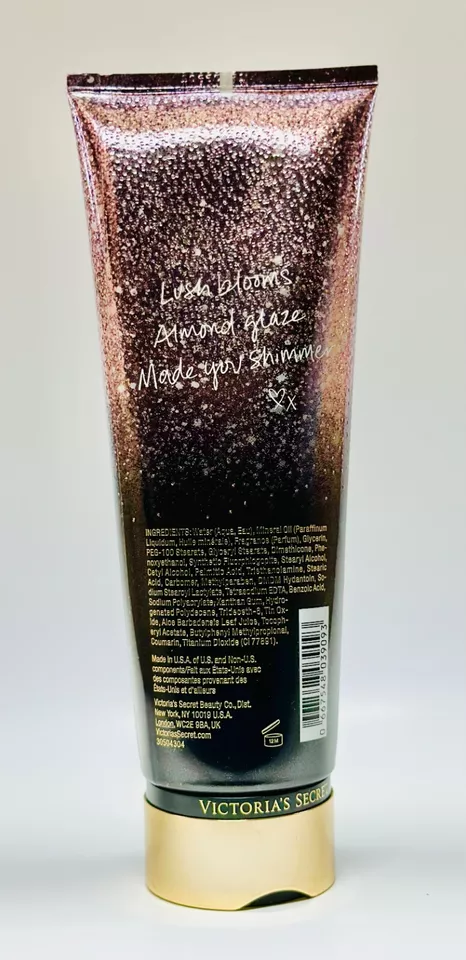 Lush blooms
Almond glaze
Made you shimmer
X
INGREDIENTS: Water (Aqua, Eau), Mineral Oil (Paraffinum
Liquidum, Huile minérale), Fragrance (Parfum), Glycerin,
PEG-100 Stearate, Glyceryl Stearate, Dimethicone, Phe-
noxyethanol, Synthetic Fluorphlogopite, Stearyl Alcohol,
Cetyl Alcohol, Palmitic Acid, Triethanolamine, Stearic
Acid, Carbomer, Methylparaben, DMDM Hydantoin, So-
dium Stearoyl Lactylate, Tetrasodium EDTA, Benzoic Acid,
Sodium Polyacrylate, Xanthan Gum, Hydro-
genated Polydecene, Trideceth-6, Tin Ox-
ide, Aloe Barbadensis Leaf Juice, Tocoph-
eryl Acetate, Butylphenyl Methylpropional,
Coumarin, Titanium Dioxide (CI 77891).
Made in U.S.A. of U.S. and Non-U.S.
components/Fait aux États-Unis avec
des composantes provenant des
États-Unis et d'ailleurs
Victoria's Secret Beauty Co., Dist.
New York, NY 10019 U.S.A.
London, WC2E 9BA, UK
VictoriasSecret.com
30504304
12M
0 667548 039093
VICTORIA'S SECRET